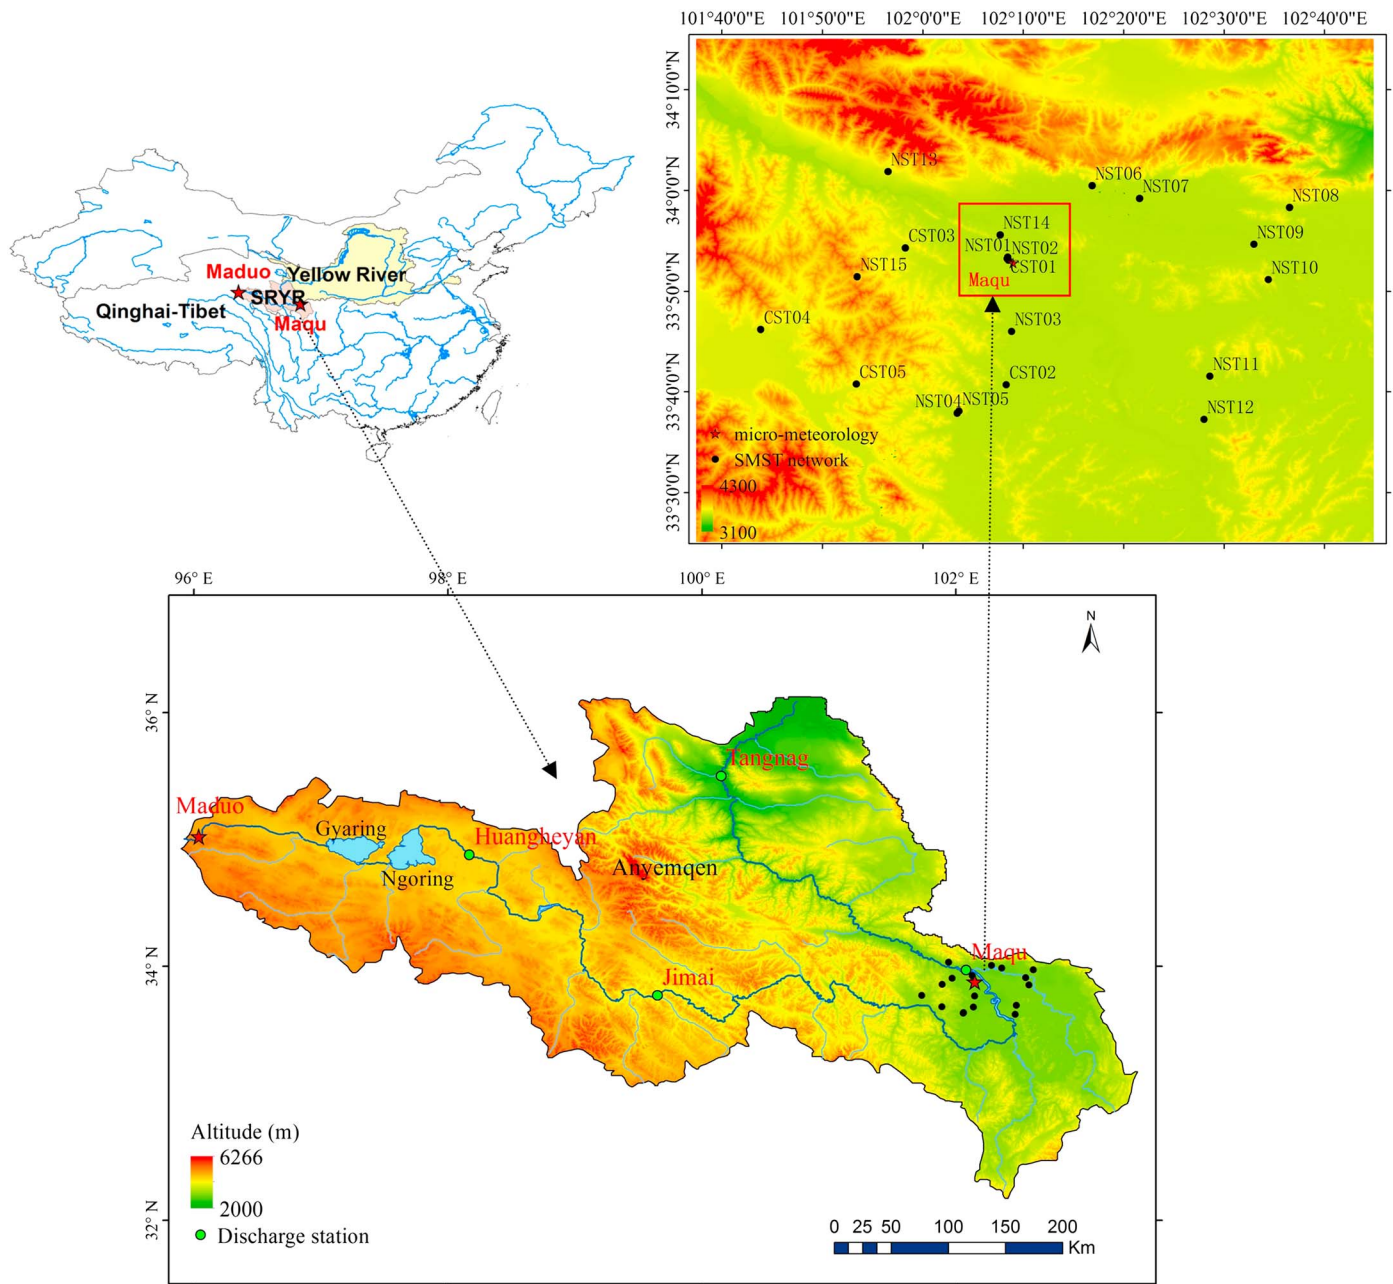 101°40'0"E 101°50'0"E 102°0'0"E 102°10'0"E 102°20'0"E 102°30'0"E 102°40'0"E
34°10'0"N
34°0'0"N
33°50'0"N
33°40'0"N
33°30'0"N
Maduo
Yellow River
SRYR
Qinghai-Tibet
Maqu
NST13
NST06
NST07
NST08
NST14
CST03
NST01
NST02
NST09
NST15
CST01
Maqu
NST10
CST04
NST03
NST11
CST05
CST02
NST04
NST05
NST12
micro-meteorology
SMST network
4300
3100
96° E 98° E 100° E 102° E
N
36° N
34° N
32° N
Tangnag
Maduo
Gyaring
Huangheyan
Ngoring
Anyemqen
Maqu
Jimai
Altitude (m)
6266
2000
Discharge station
0 25 50 100 150 200
Km